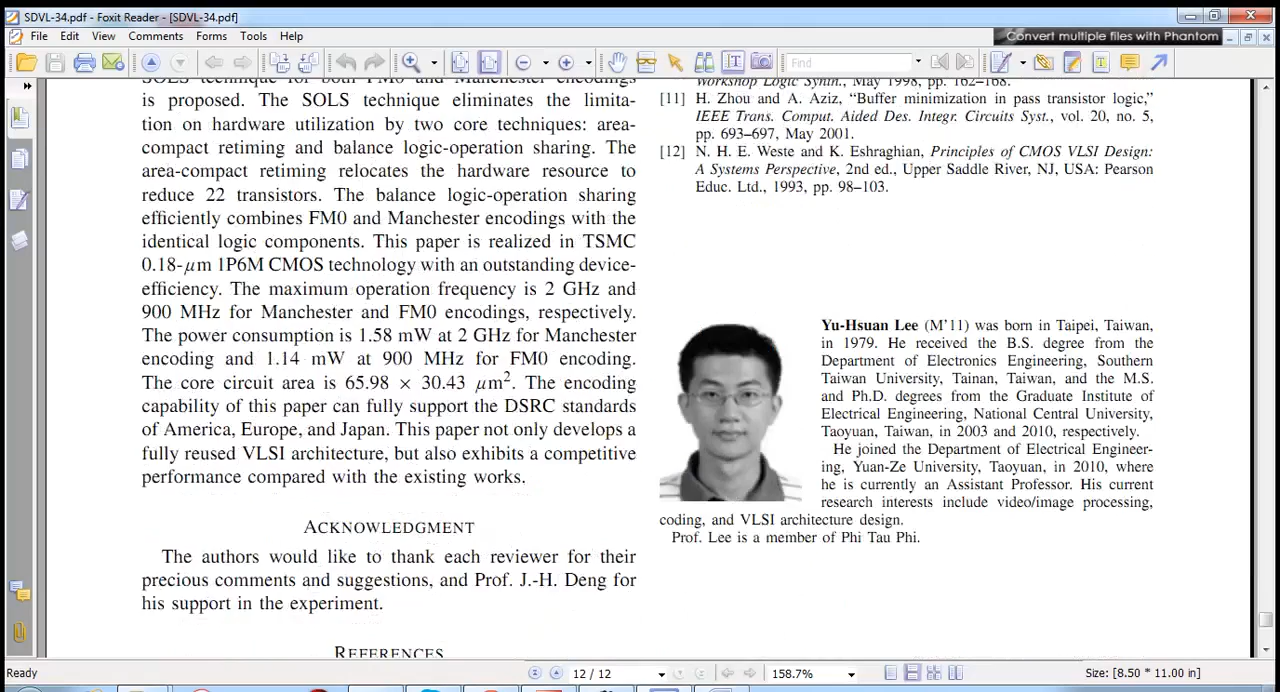 SDVL-34.pdf - Foxit Reader - [SDVL-34.pdf]
File Edit View Comments Forms Tools Help
Convert multiple files with Phantom
Find
SOLS technique for both FM0 and Manchester encodings
is proposed. The SOLS technique eliminates the limita-
tion on hardware utilization by two core techniques: area-
compact retiming and balance logic-operation sharing. The
area-compact retiming relocates the hardware resource to
reduce 22 transistors. The balance logic-operation sharing
efficiently combines FM0 and Manchester encodings with the
identical logic components. This paper is realized in TSMC
0.18-μm 1P6M CMOS technology with an outstanding device-
efficiency. The maximum operation frequency is 2 GHz and
900 MHz for Manchester and FM0 encodings, respectively.
The power consumption is 1.58 mW at 2 GHz for Manchester
encoding and 1.14 mW at 900 MHz for FM0 encoding.
The core circuit area is 65.98 × 30.43 μm². The encoding
capability of this paper can fully support the DSRC standards
of America, Europe, and Japan. This paper not only develops a
fully reused VLSI architecture, but also exhibits a competitive
performance compared with the existing works.
ACKNOWLEDGMENT
The authors would like to thank each reviewer for their
precious comments and suggestions, and Prof. J.-H. Deng for
his support in the experiment.
REFERENCES
Workshop Logic Synth., May 1998, pp. 162–168.
[11] H. Zhou and A. Aziz, “Buffer minimization in pass transistor logic,”
IEEE Trans. Comput. Aided Des. Integr. Circuits Syst., vol. 20, no. 5,
pp. 693–697, May 2001.
[12] N. H. E. Weste and K. Eshraghian, Principles of CMOS VLSI Design:
A Systems Perspective, 2nd ed., Upper Saddle River, NJ, USA: Pearson
Educ. Ltd., 1993, pp. 98–103.
Yu-Hsuan Lee (M’11) was born in Taipei, Taiwan,
in 1979. He received the B.S. degree from the
Department of Electronics Engineering, Southern
Taiwan University, Tainan, Taiwan, and the M.S.
and Ph.D. degrees from the Graduate Institute of
Electrical Engineering, National Central University,
Taoyuan, Taiwan, in 2003 and 2010, respectively.
He joined the Department of Electrical Engineer-
ing, Yuan-Ze University, Taoyuan, in 2010, where
he is currently an Assistant Professor. His current
research interests include video/image processing,
coding, and VLSI architecture design.
Prof. Lee is a member of Phi Tau Phi.
Ready
12 / 12
158.7%
Size: [8.50 * 11.00 in]